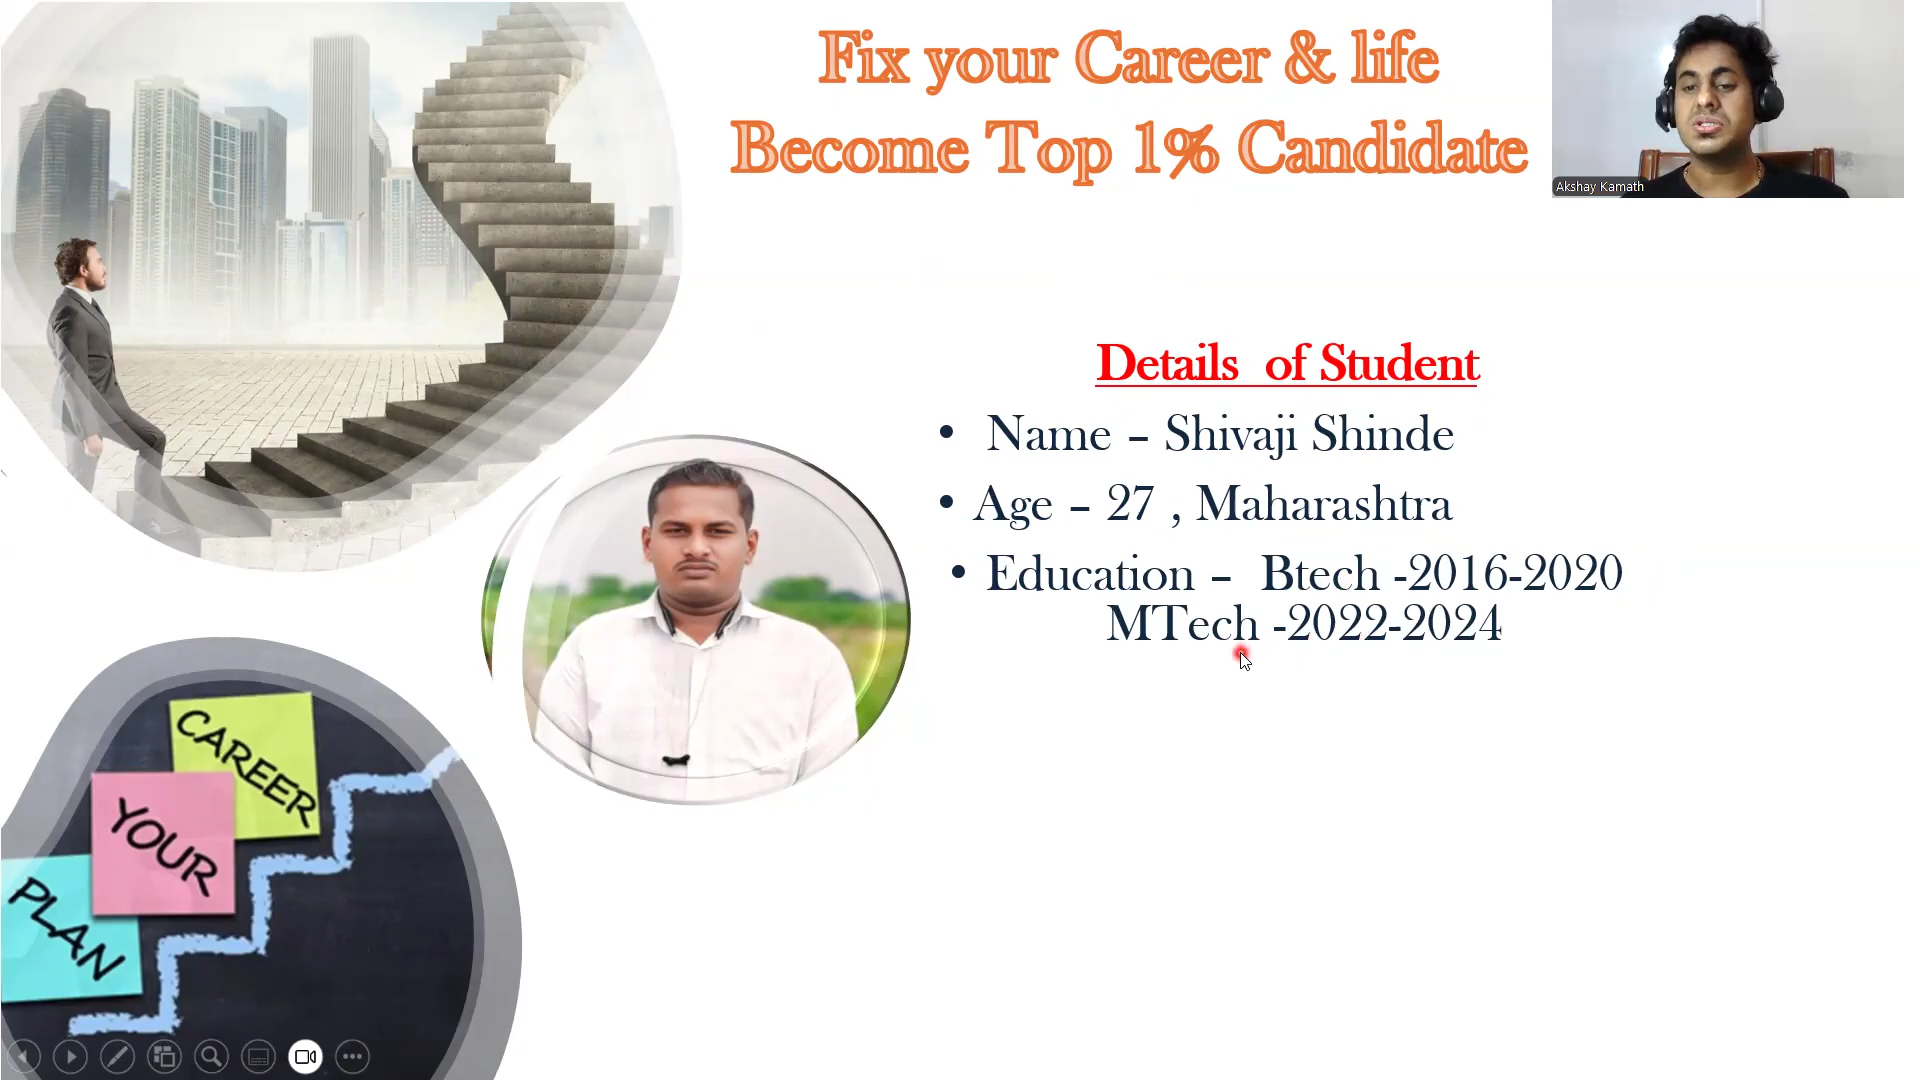 Fix your Career & life
Become Top 1% Candidate
Akshay Kamath
Details of Student
• Name – Shivaji Shinde
• Age – 27 , Maharashtra
• Education – Btech -2016-2020
MTech -2022-2024
CAREER
YOUR
PLAN